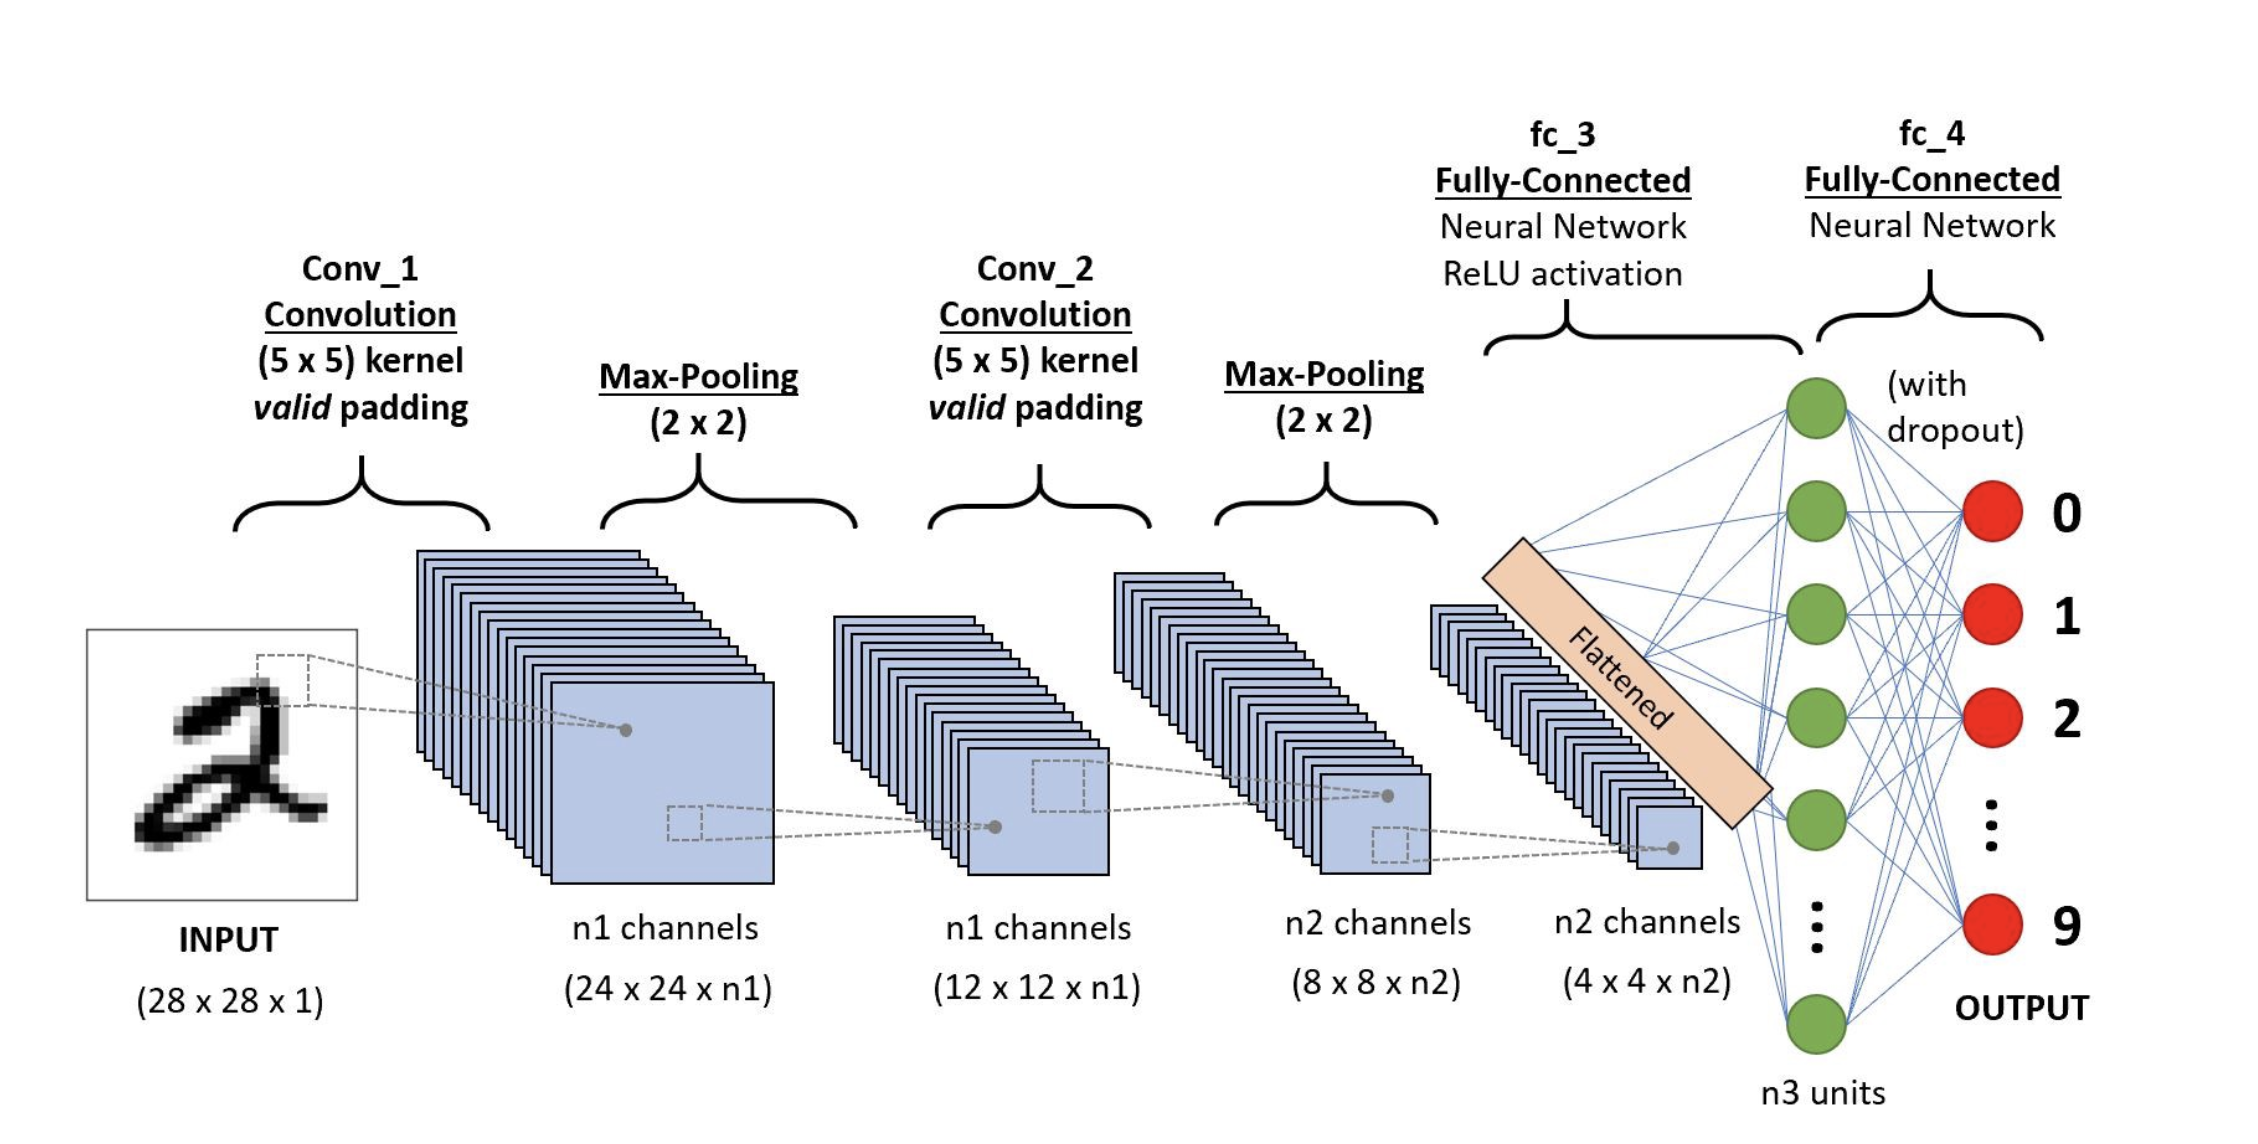 Conv_1
Convolution
(5 x 5) kernel
valid padding
Max-Pooling
(2 x 2)
Conv_2
Convolution
(5 x 5) kernel
valid padding
Max-Pooling
(2 x 2)
fc_3
Fully-Connected
Neural Network
ReLU activation
fc_4
Fully-Connected
Neural Network
(with
dropout)
Flattened
0
1
2
9
INPUT
(28 x 28 x 1)
n1 channels
(24 x 24 x n1)
n1 channels
(12 x 12 x n1)
n2 channels
(8 x 8 x n2)
n2 channels
(4 x 4 x n2)
OUTPUT
n3 units
2